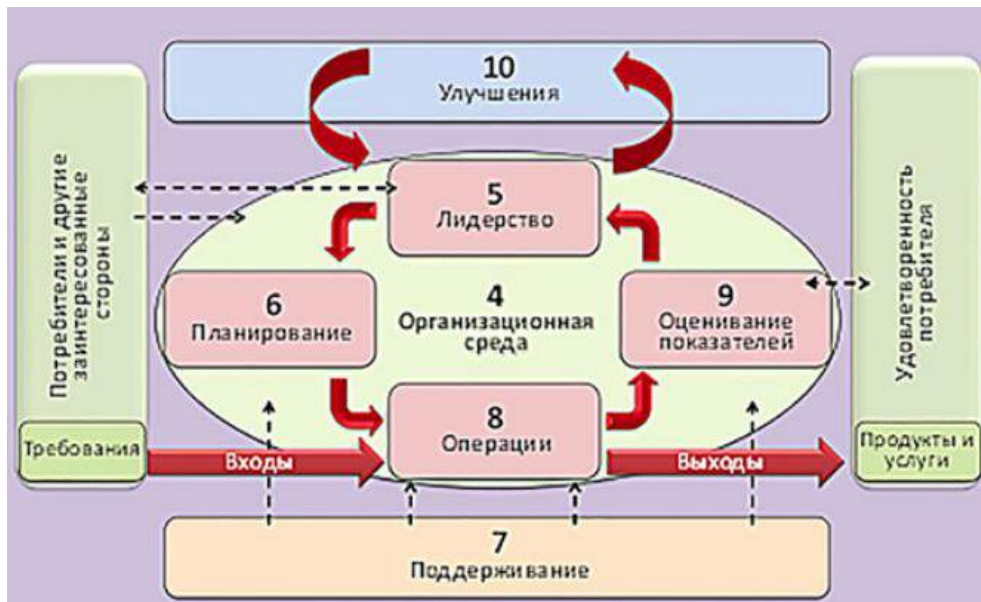 10
Улучшения
Потребители и другие
заинтересованные
стороны
Требования
5
Лидерство
6
Планирование
4
Организационная
среда
9
Оценивание
показателей
8
Операции
Входы
Выходы
Удовлетворенность
потребителя
Продукты и
услуги
7
Поддерживание